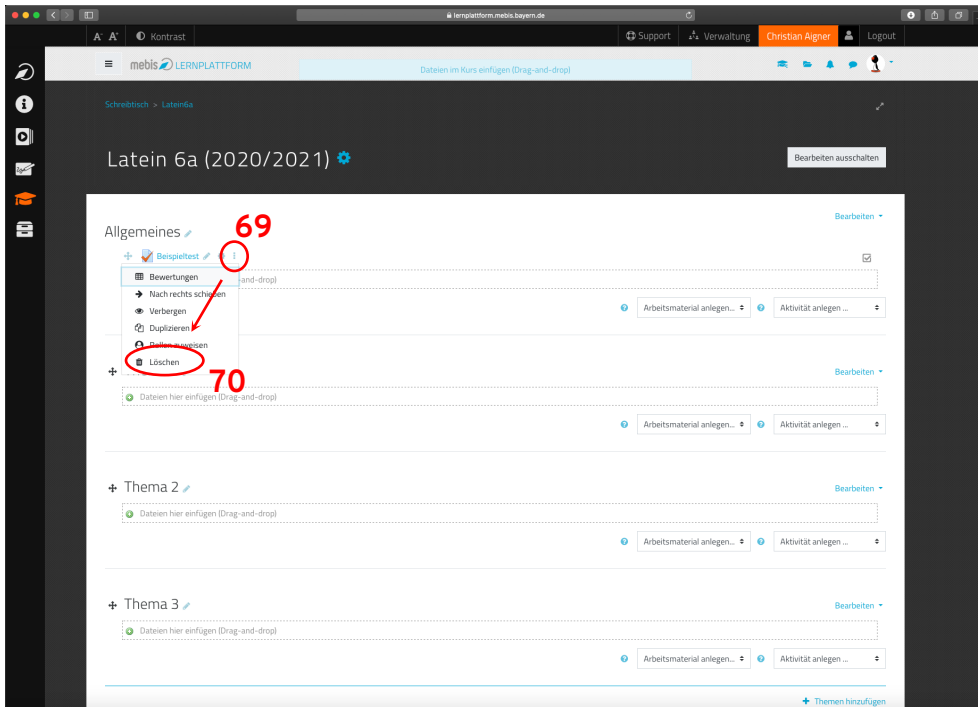 lernplattform.mebis.bayern.de
A- A+ Kontrast Support Verwaltung Christian Aigner Logout
mebis LERNPLATTFORM
Dateien im Kurs einfügen (Drag-and-drop)
Schreibtisch > Latein6a
Latein 6a (2020/2021)
Bearbeiten ausschalten
Bearbeiten
Allgemeines
69
Beispieltest
Bewertungen
-and-drop)
Nach rechts schieben
Verbergen
Arbeitsmaterial anlegen... Aktivität anlegen ...
Duplizieren
Rollen zuweisen
Löschen
70
Bearbeiten
Dateien hier einfügen (Drag-and-drop)
Arbeitsmaterial anlegen... Aktivität anlegen ...
Thema 2
Bearbeiten
Dateien hier einfügen (Drag-and-drop)
Arbeitsmaterial anlegen... Aktivität anlegen ...
Thema 3
Bearbeiten
Dateien hier einfügen (Drag-and-drop)
Arbeitsmaterial anlegen... Aktivität anlegen ...
Themen hinzufügen